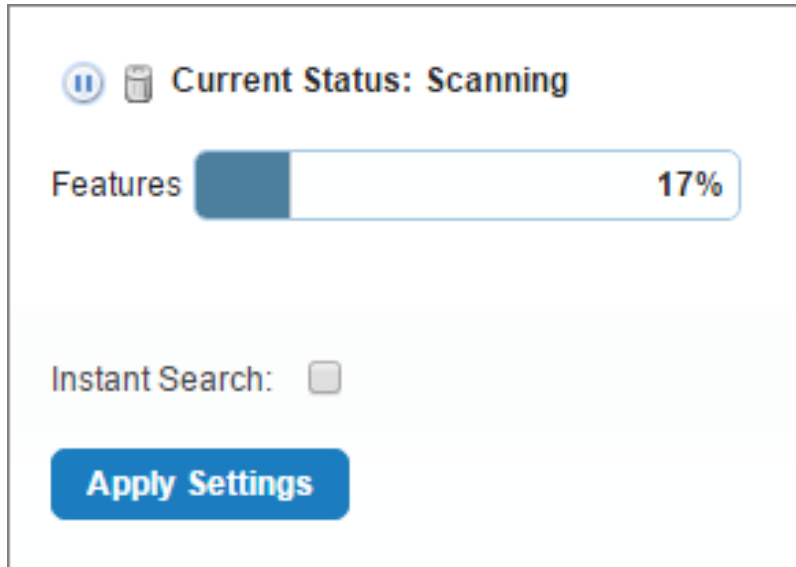 Current Status: Scanning
Features 17%
Instant Search:
Apply Settings